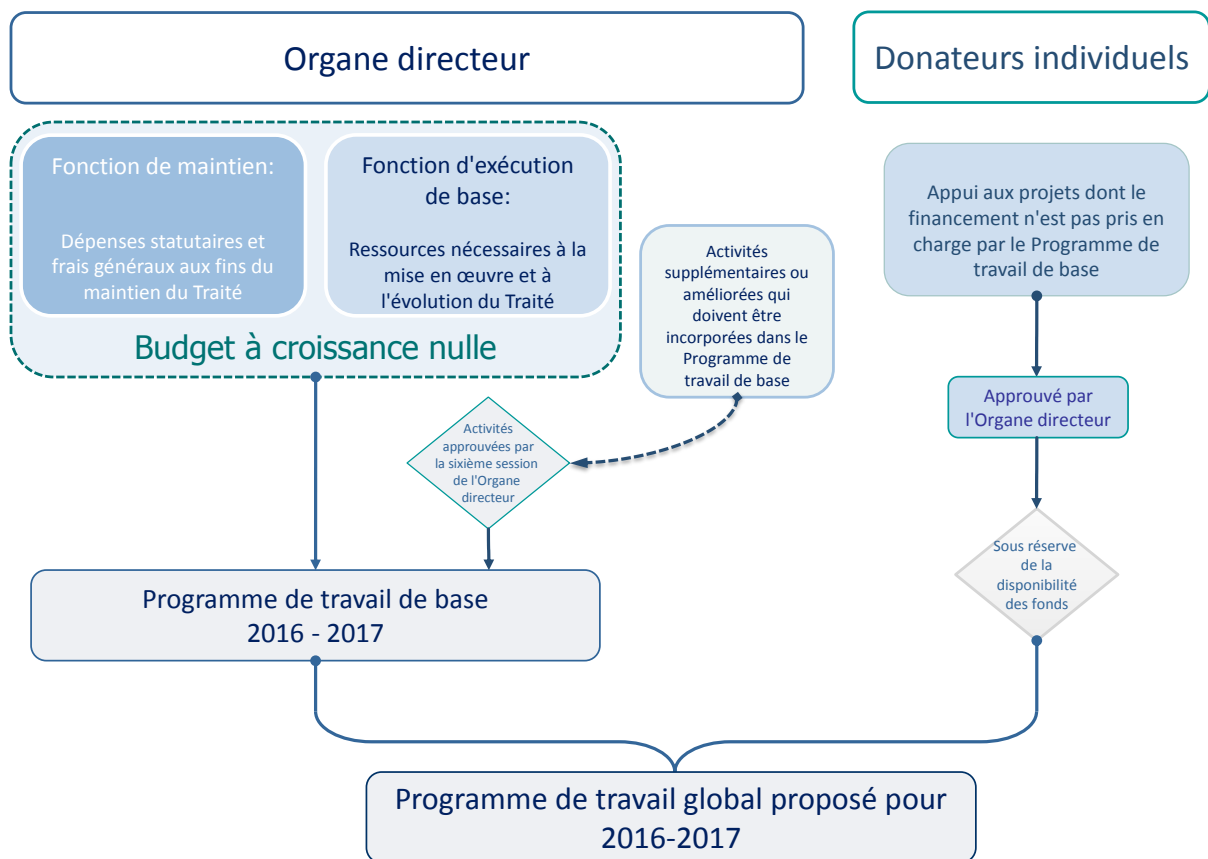 Organe directeur
Donateurs individuels
Fonction de maintien:
Dépenses statutaires et
frais généraux aux fins du
maintien du Traité
Fonction d'exécution
de base:
Ressources nécessaires à la
mise en œuvre et à
l'évolution du Traité
Budget à croissance nulle
Activités
supplémentaires ou
améliorées qui
doivent être
incorporées dans le
Programme de
travail de base
Appui aux projets dont le
financement n'est pas pris en
charge par le Programme de
travail de base
Activités
approuvées par
la sixième session
de l'Organe
directeur
Approuvé par
l'Organe directeur
Sous réserve
de la
disponibilité
des fonds
Programme de travail de base
2016 - 2017
Programme de travail global proposé pour
2016-2017